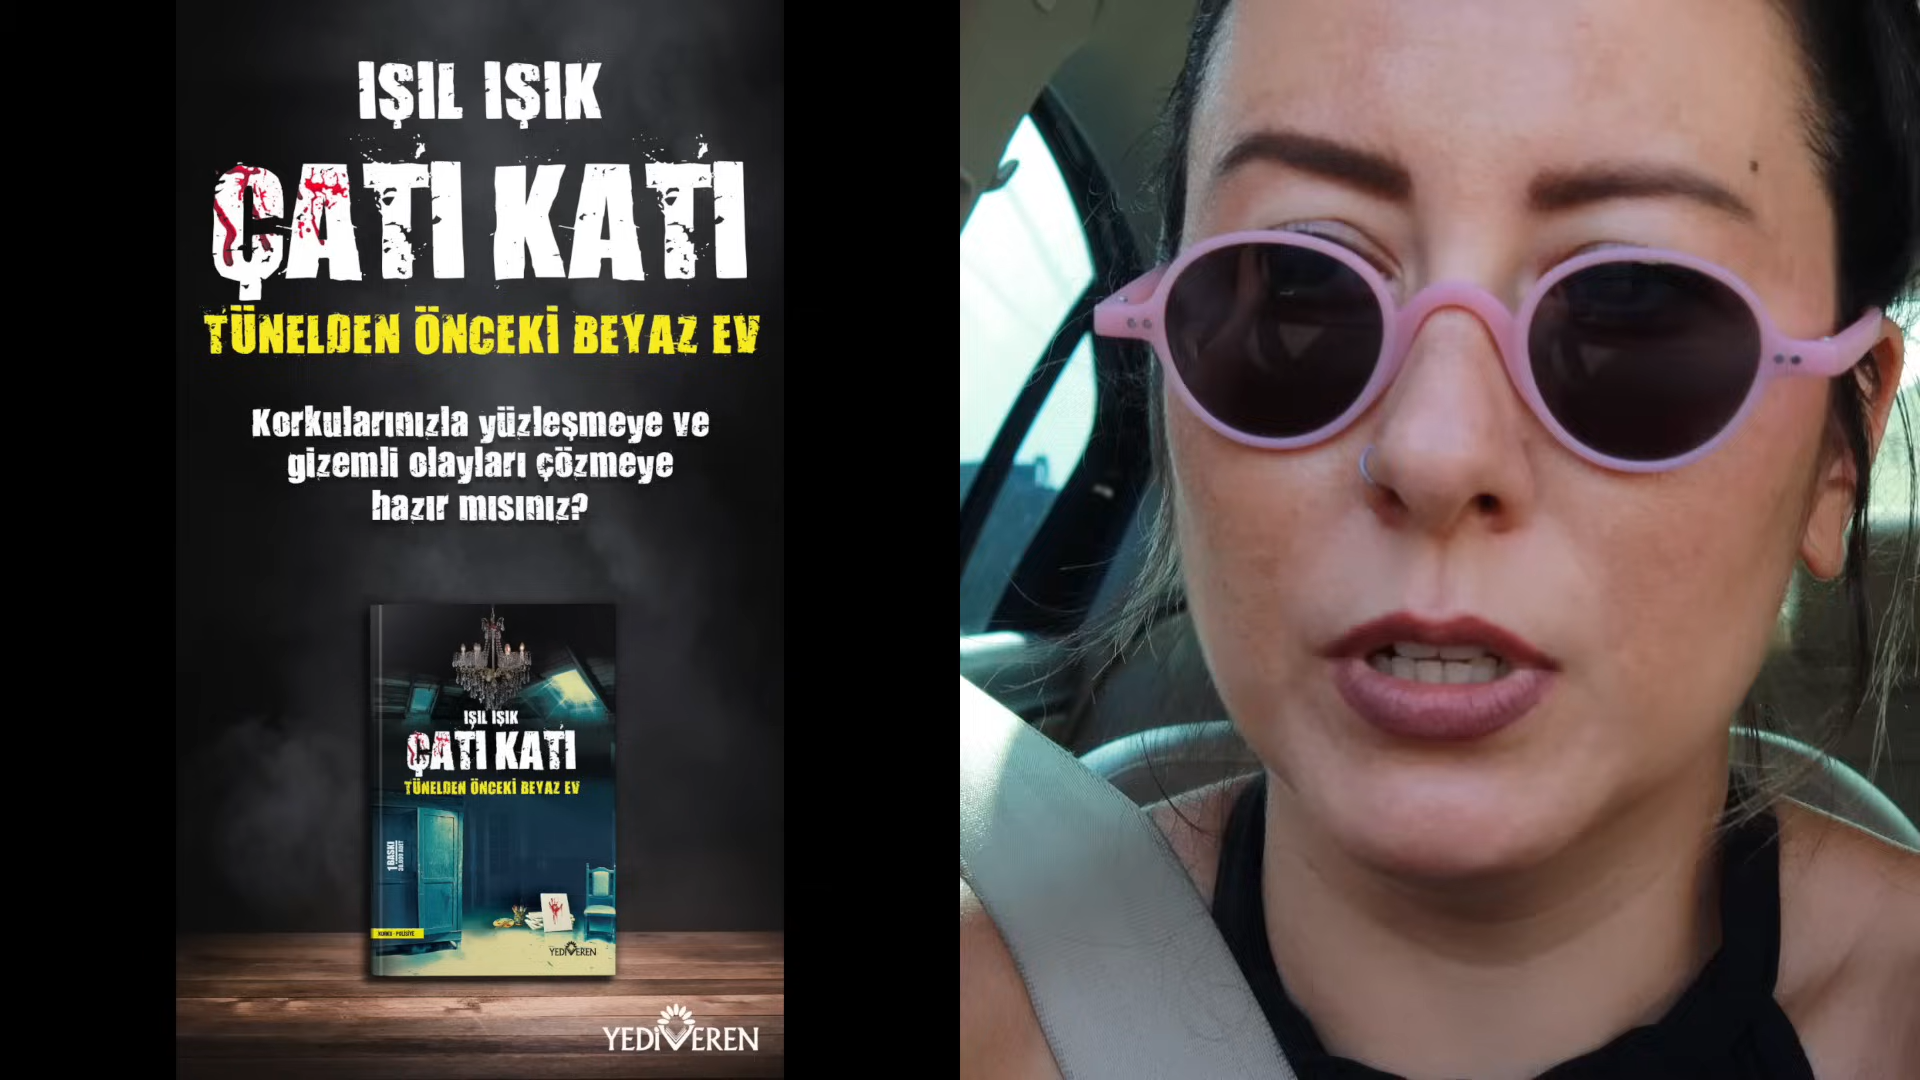 IŞIL IŞIK
ÇATI KATI
TÜNELDEN ÖNCEKİ BEYAZ EV
Korkularınızla yüzleşmeye ve
gizemli olayları çözmeye
hazır mısınız?
IŞIL IŞIK
ÇATI KATI
TÜNELDEN ÖNCEKİ BEYAZ EV
1 BASKI
KORKU - POLİSİYE
YEDİVEREN
YEDİVEREN